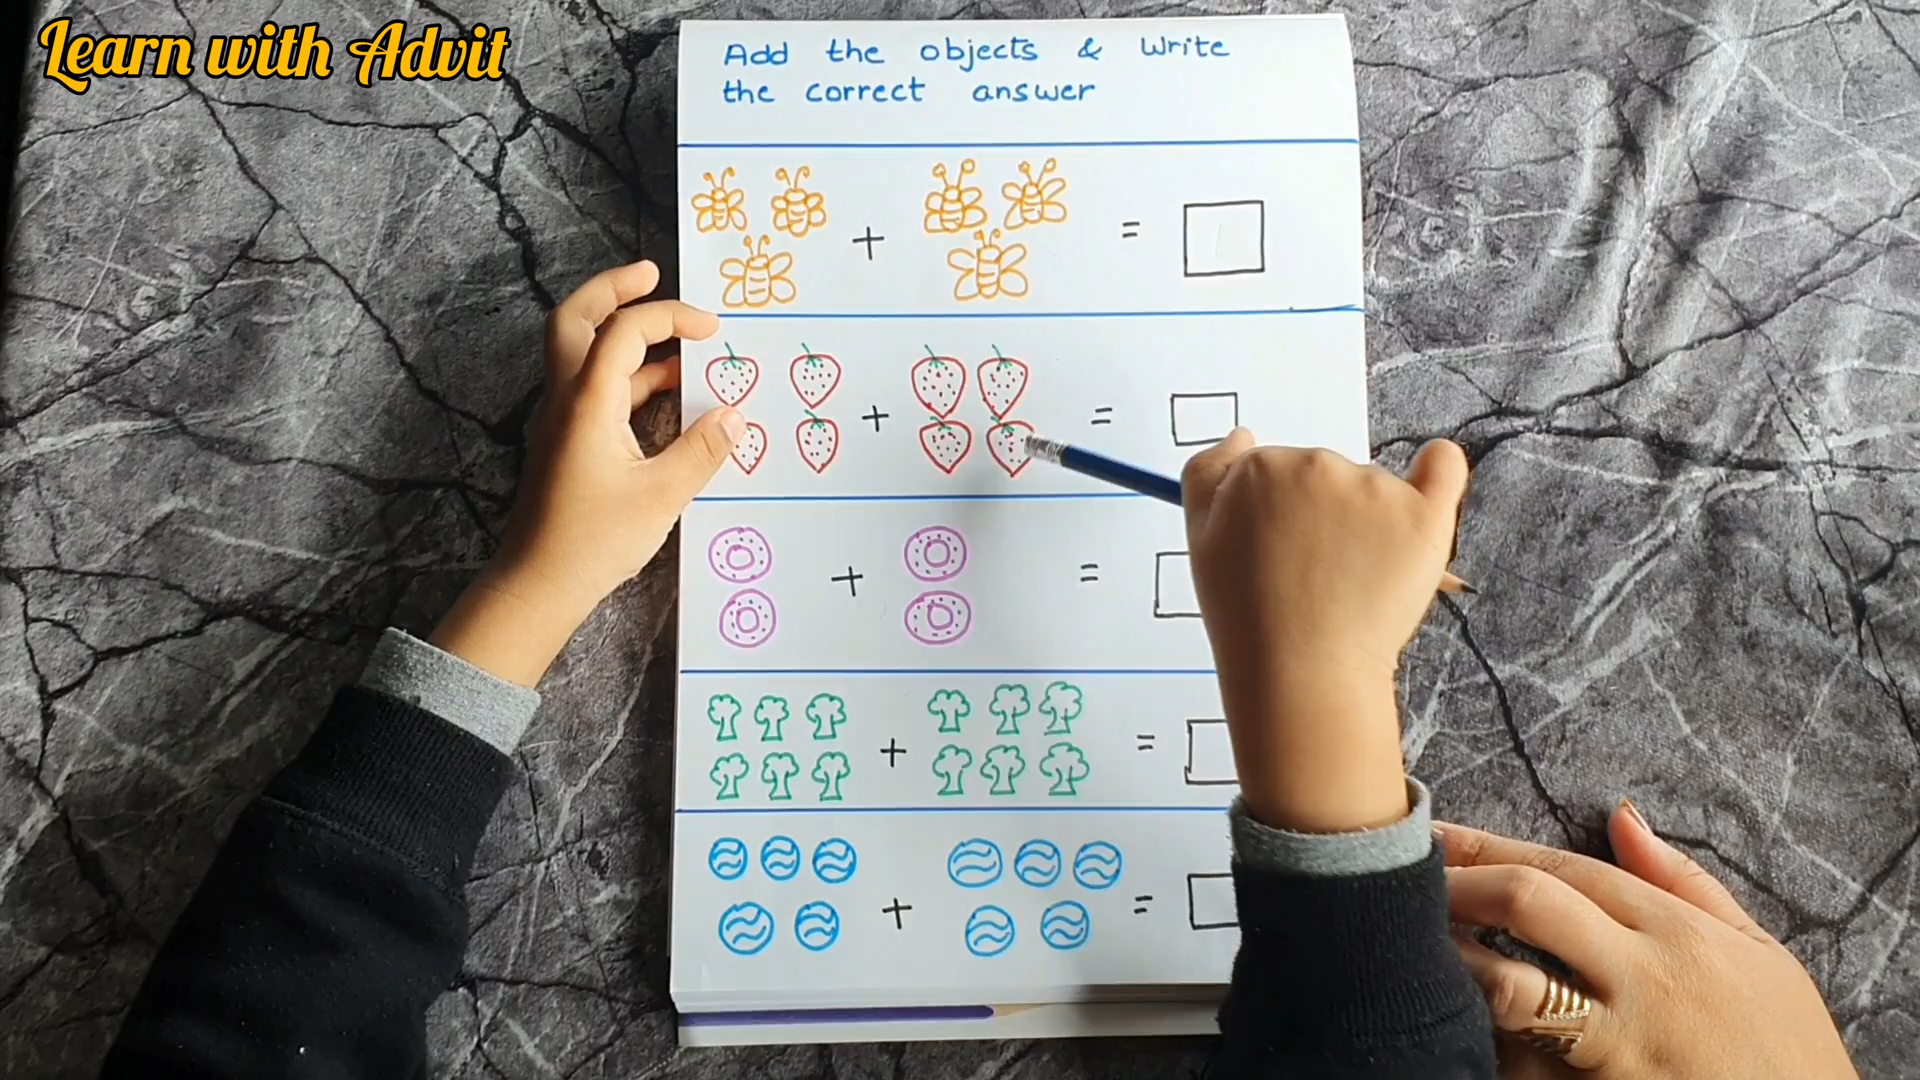 Learn with Advit
Add the objects & Write
the correct answer
+ =
+ =
+ =
+ =
+ =